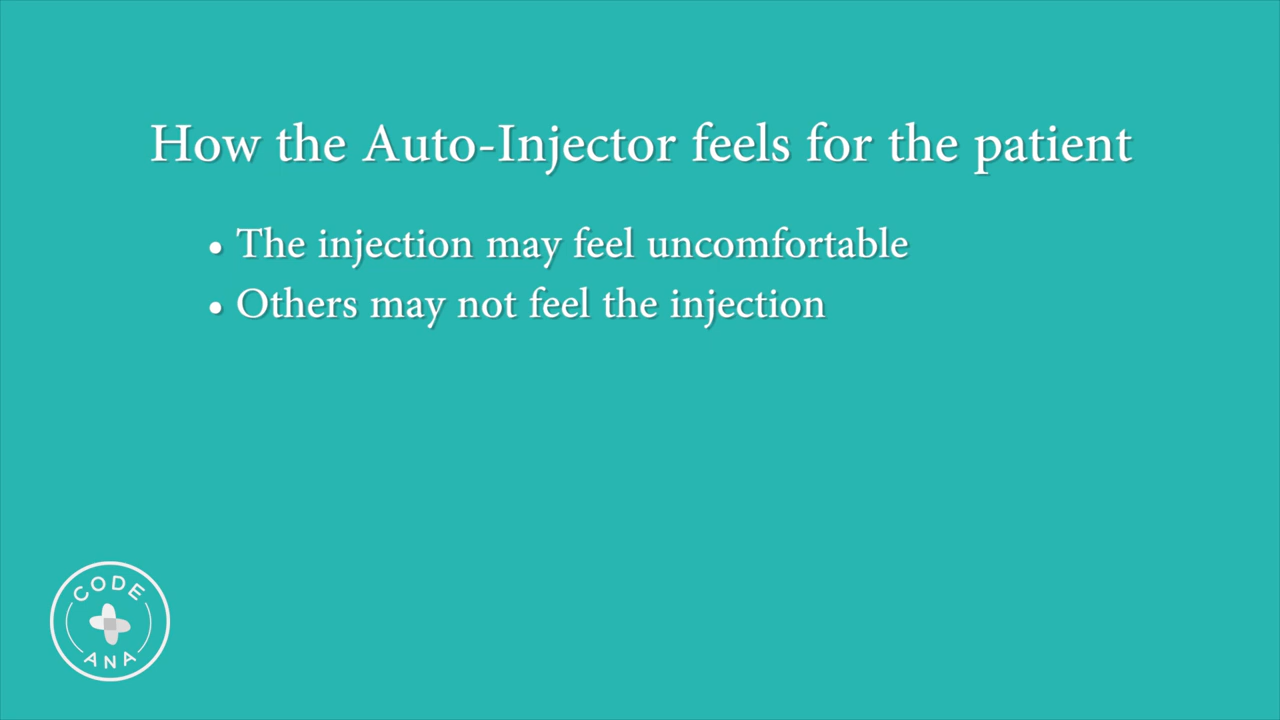 How the Auto-Injector feels for the patient
• The injection may feel uncomfortable
• Others may not feel the injection
CODE
ANA